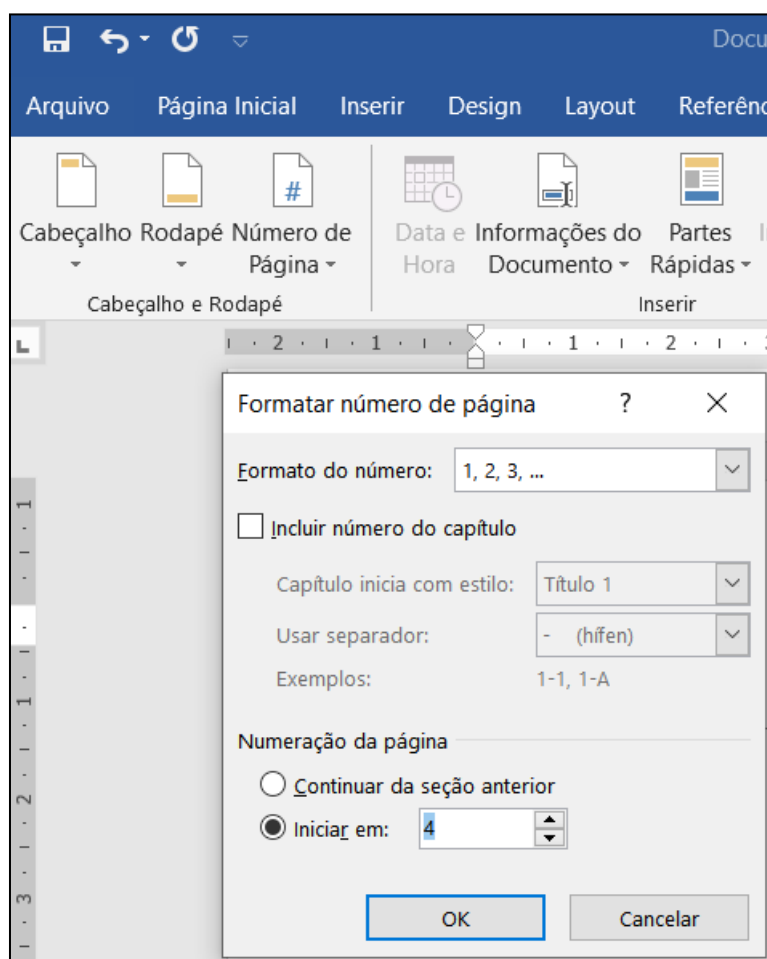 Docu
Arquivo Página Inicial Inserir Design Layout Referênc
#
Cabeçalho Rodapé Número de Data e Informações do Partes
Página Hora Documento Rápidas
Cabeçalho e Rodapé Inserir
L 2 1 1 2
Formatar número de página ? X
Formato do número: 1, 2, 3, ...
Incluir número do capítulo
Capítulo inicia com estilo: Título 1
Usar separador: - (hífen)
Exemplos: 1-1, 1-A
Numeração da página
Continuar da seção anterior
Iniciar em: 4
OK Cancelar
1
1
2
3